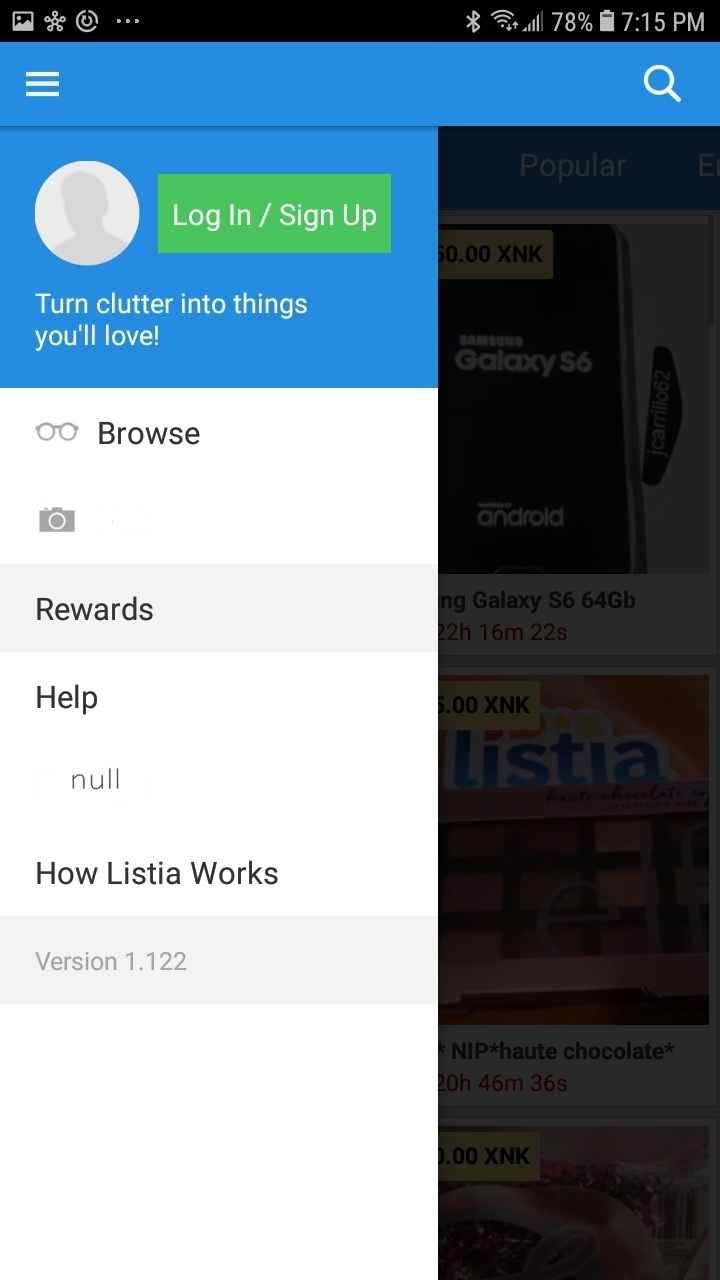 78% 7:15 PM
Popular
Log In / Sign Up
Turn clutter into things
you'll love!
Browse
Rewards
Help
null
How Listia Works
Version 1.122
50.00 XNK
SAMSUNG
Galaxy S6
jcarrillo62
android
Galaxy S6 64Gb
22h 16m 22s
5.00 XNK
listia
haute chocolate
elf
* NIP*haute chocolate*
20h 46m 36s
0.00 XNK